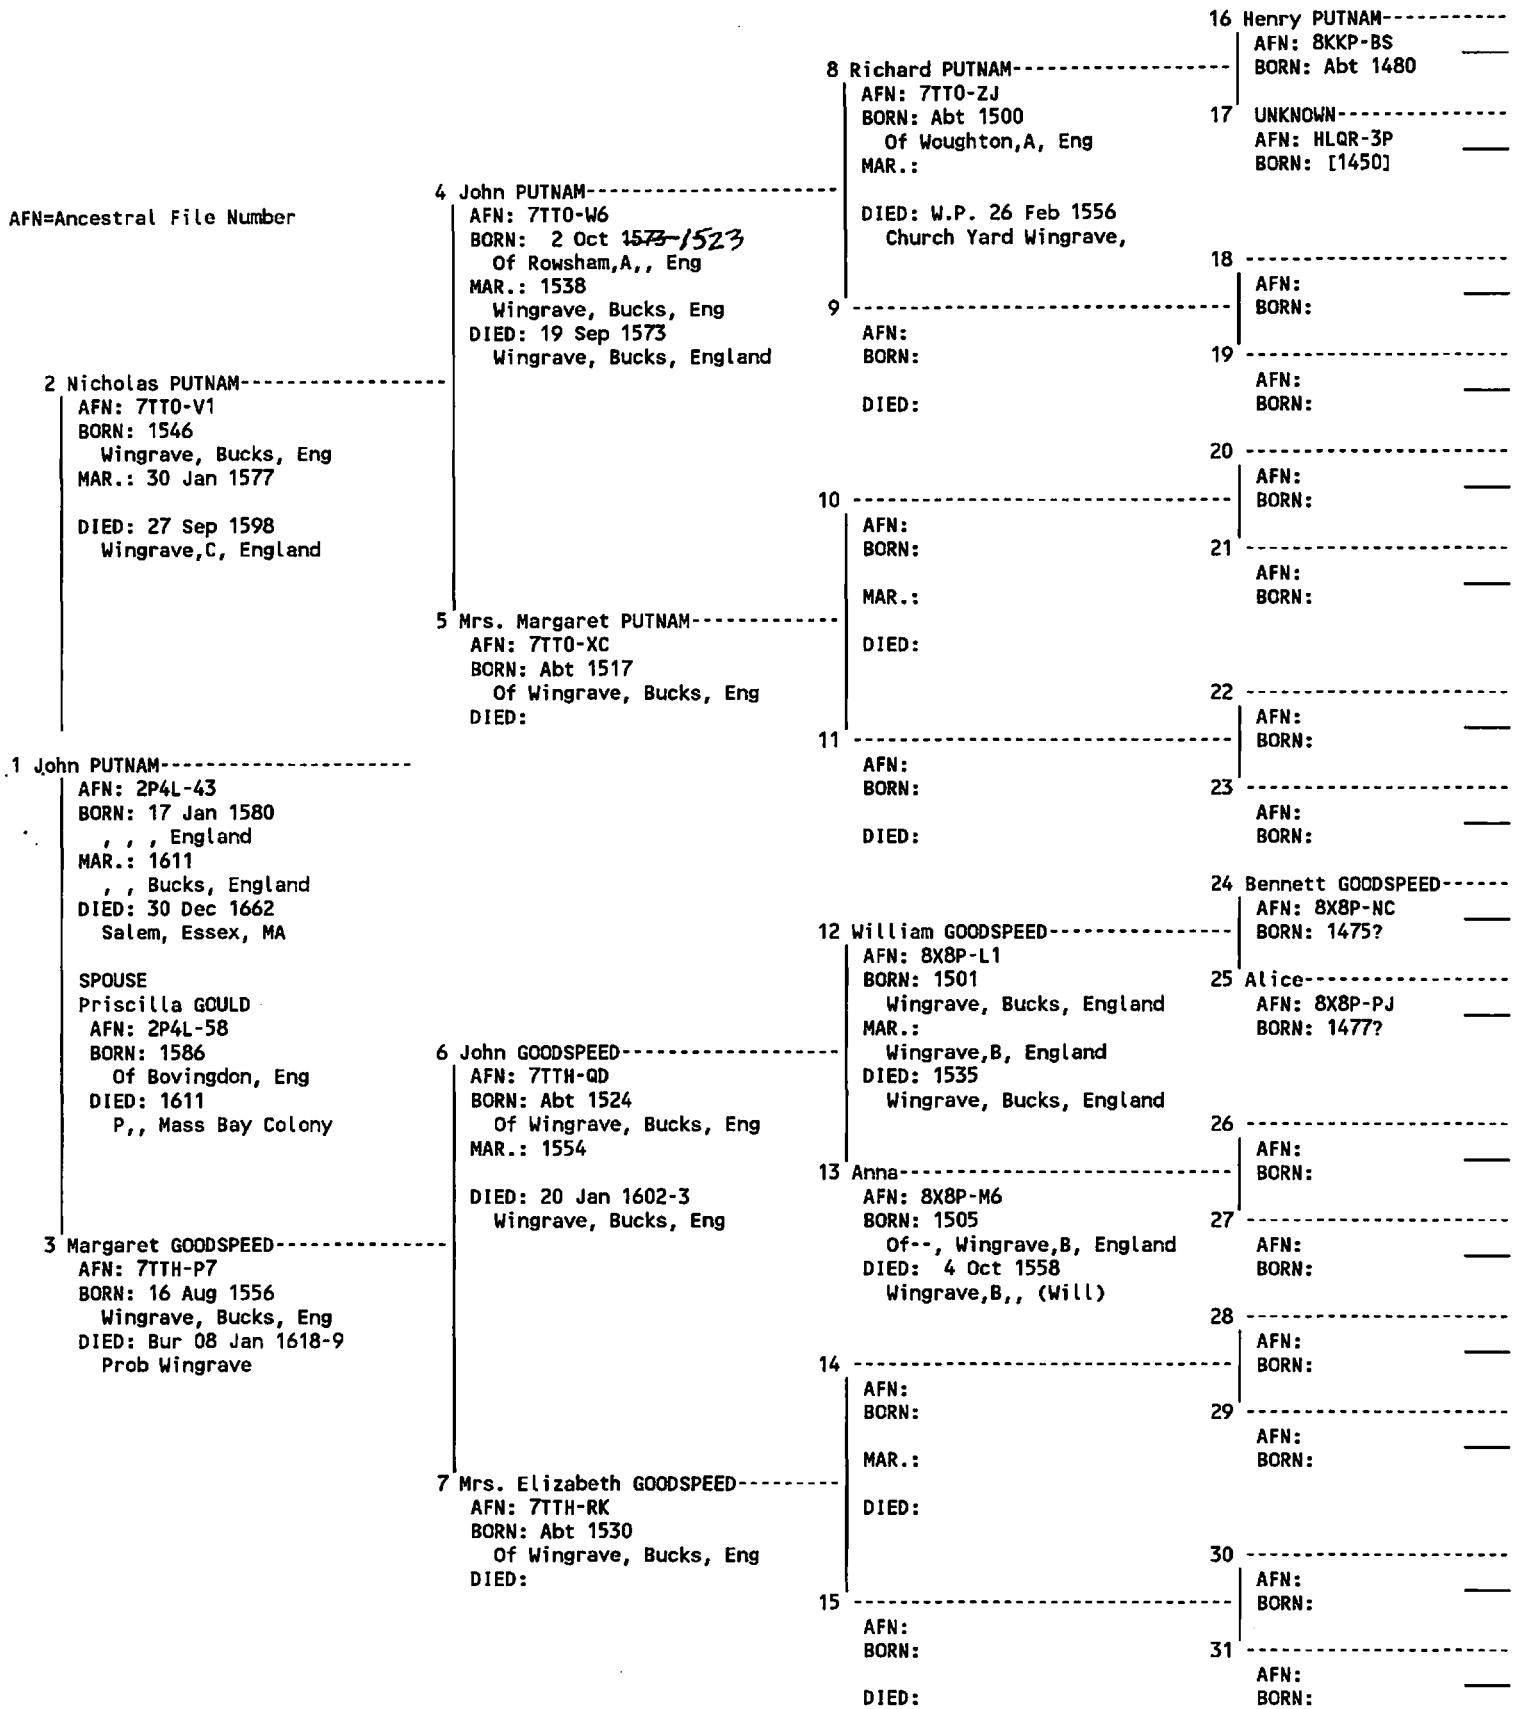 AFN=Ancestral File Number
.1 John PUTNAM---------------------
AFN: 2P4L-43
BORN: 17 Jan 1580
, , , England
MAR.: 1611
, , Bucks, England
DIED: 30 Dec 1662
Salem, Essex, MA
SPOUSE
Priscilla GOULD
AFN: 2P4L-58
BORN: 1586
Of Bovingdon, Eng
DIED: 1611
P,, Mass Bay Colony
2 Nicholas PUTNAM-----------------
AFN: 7TT0-V1
BORN: 1546
Wingrave, Bucks, Eng
MAR.: 30 Jan 1577
DIED: 27 Sep 1598
Wingrave,C, England
3 Margaret GOODSPEED--------------
AFN: 7TTH-P7
BORN: 16 Aug 1556
Wingrave, Bucks, Eng
DIED: Bur 08 Jan 1618-9
Prob Wingrave
4 John PUTNAM---------------------
AFN: 7TT0-W6
BORN: 2 Oct 1573-1523
Of Rowsham,A,, Eng
MAR.: 1538
Wingrave, Bucks, Eng
DIED: 19 Sep 1573
Wingrave, Bucks, England
5 Mrs. Margaret PUTNAM------------
AFN: 7TT0-XC
BORN: Abt 1517
Of Wingrave, Bucks, Eng
DIED:
6 John GOODSPEED------------------
AFN: 7TTH-QD
BORN: Abt 1524
Of Wingrave, Bucks, Eng
MAR.: 1554
DIED: 20 Jan 1602-3
Wingrave, Bucks, Eng
7 Mrs. Elizabeth GOODSPEED---------
AFN: 7TTH-RK
BORN: Abt 1530
Of Wingrave, Bucks, Eng
DIED:
8 Richard PUTNAM------------------
AFN: 7TT0-ZJ
BORN: Abt 1500
Of Woughton,A, Eng
MAR.:
DIED: W.P. 26 Feb 1556
Church Yard Wingrave,
9 --------------------------------
AFN:
BORN:
DIED:
10 --------------------------------
AFN:
BORN:
MAR.:
DIED:
11 --------------------------------
AFN:
BORN:
DIED:
12 William GOODSPEED---------------
AFN: 8X8P-L1
BORN: 1501
Wingrave, Bucks, England
MAR.:
Wingrave,B, England
DIED: 1535
Wingrave, Bucks, England
13 Anna----------------------------
AFN: 8X8P-M6
BORN: 1505
Of--, Wingrave,B, England
DIED: 4 Oct 1558
Wingrave,B,, (Will)
14 --------------------------------
AFN:
BORN:
MAR.:
DIED:
15 --------------------------------
AFN:
BORN:
DIED:
16 Henry PUTNAM-----------
AFN: 8KKP-BS
BORN: Abt 1480
17 UNKNOWN---------------
AFN: HLQR-3P
BORN: [1450]
18 ----------------------
AFN:
BORN:
19 ----------------------
AFN:
BORN:
20 ----------------------
AFN:
BORN:
21 ----------------------
AFN:
BORN:
22 ----------------------
AFN:
BORN:
23 ----------------------
AFN:
BORN:
24 Bennett GOODSPEED------
AFN: 8X8P-NC
BORN: 1475?
25 Alice-----------------
AFN: 8X8P-PJ
BORN: 1477?
26 ----------------------
AFN:
BORN:
27 ----------------------
AFN:
BORN:
28 ----------------------
AFN:
BORN:
29 ----------------------
AFN:
BORN:
30 ----------------------
AFN:
BORN:
31 ----------------------
AFN:
BORN: